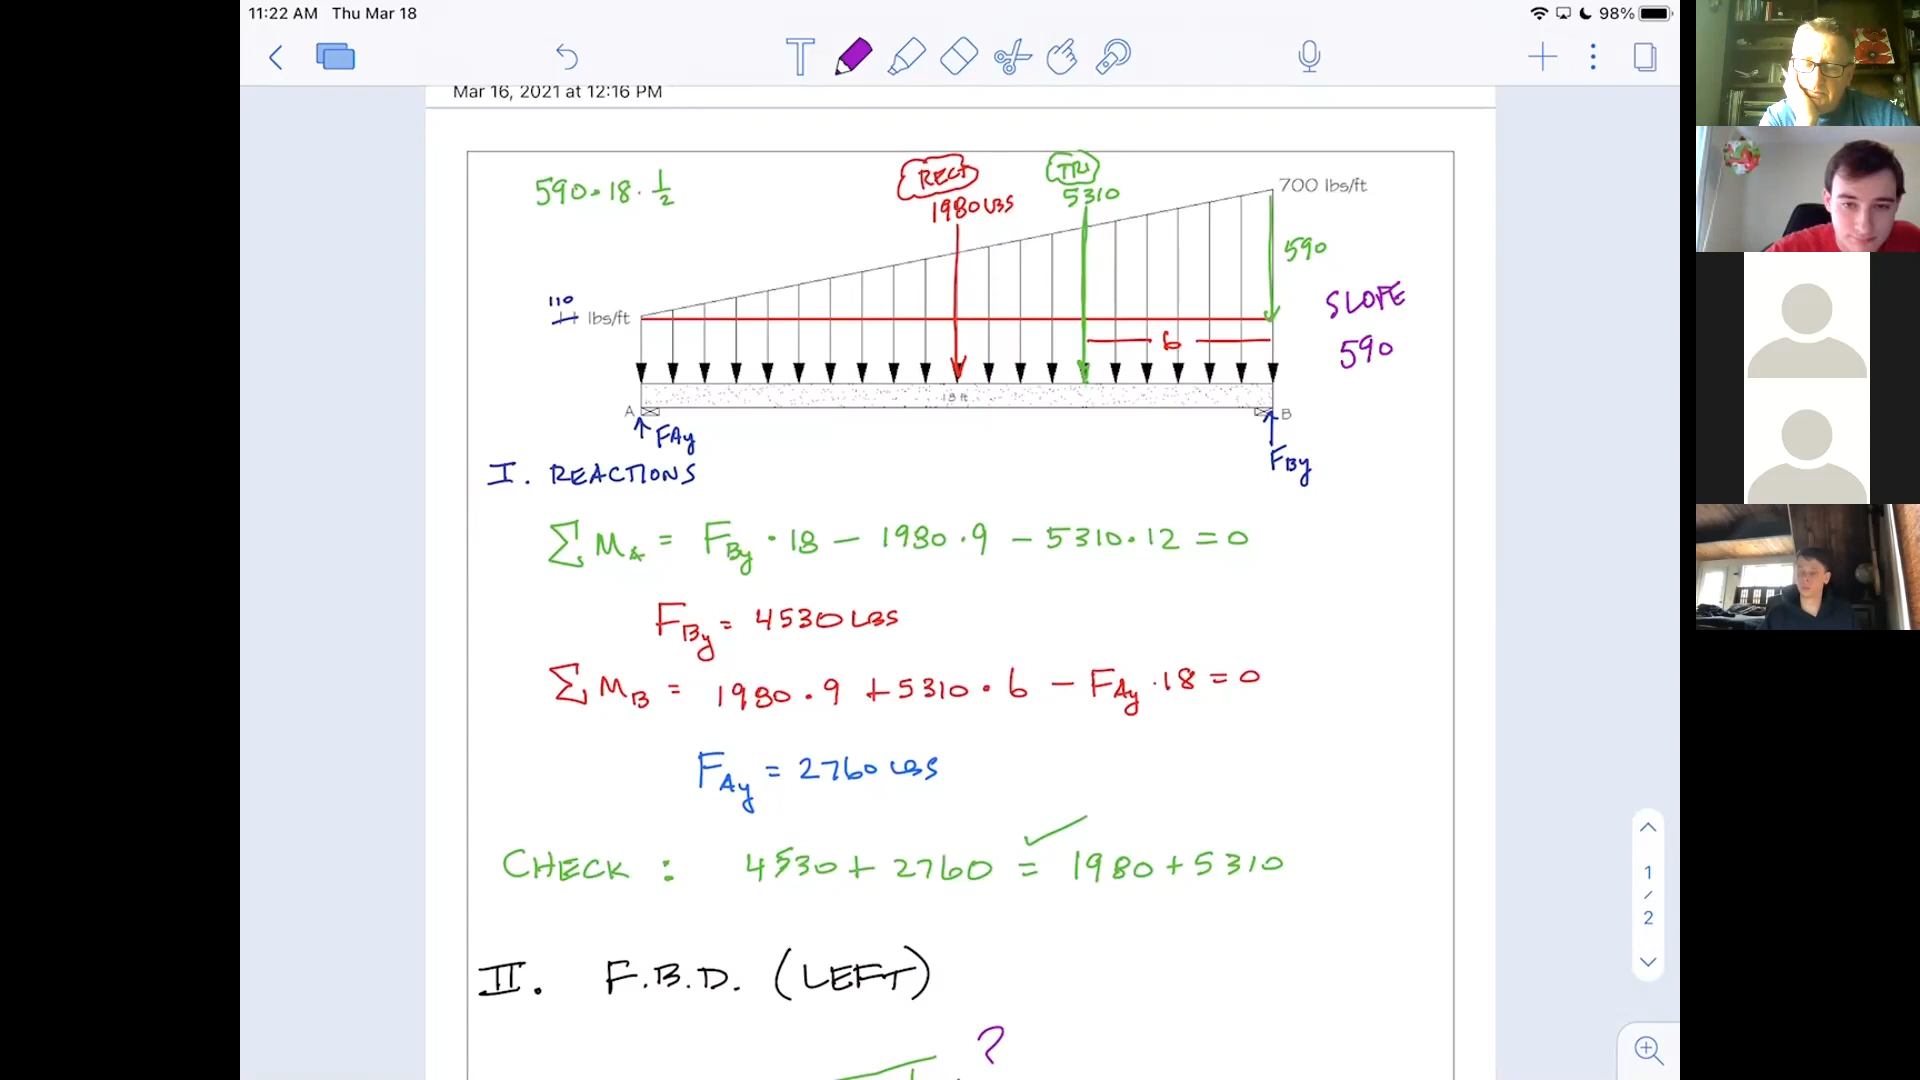 11:22 AM Thu Mar 18
98%
Mar 16, 2021 at 12:16 PM
590 · 18 · 1/2
RECT
1980 LBS
TRI
5310
700 lbs/ft
590
SLOPE
590
110
lbs/ft
6
18 ft
A
B
FAy
FBy
I. REACTIONS
∑ MA = FBy · 18 − 1980 · 9 − 5310 · 12 = 0
FBy = 4530 LBS
∑ MB = 1980 · 9 + 5310 · 6 − FAy · 18 = 0
FAy = 2760 LBS
CHECK : 4530 + 2760 = 1980 + 5310 ✓
II. F.B.D. (LEFT)
?
1
/
2